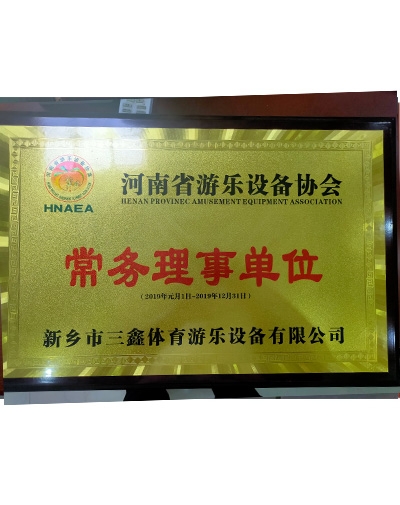 HNAEA
河南省游乐设备协会
HENAN PROVINEC AMUSEMENT EQUIPMENT ASSOCIATION
常务理事单位
（2019年元月1日-2019年12月31日）
新乡市三鑫体育游乐设备有限公司